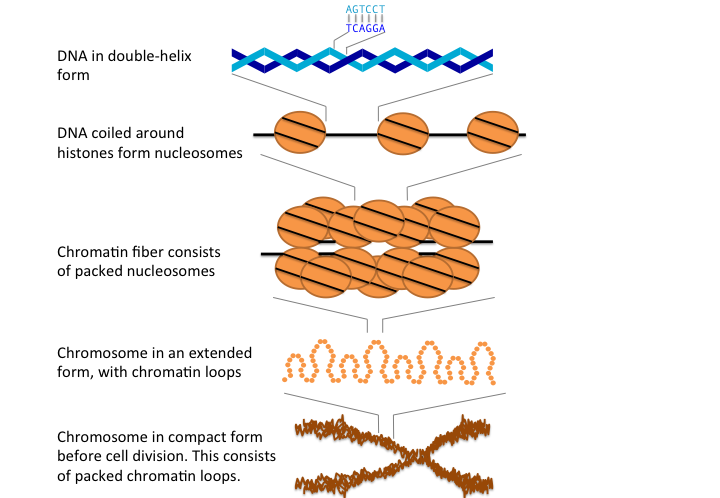 AGTCCT
TCAGGA
DNA in double-helix
form
DNA coiled around
histones form nucleosomes
Chromatin fiber consists
of packed nucleosomes
Chromosome in an extended
form, with chromatin loops
Chromosome in compact form
before cell division. This consists
of packed chromatin loops.